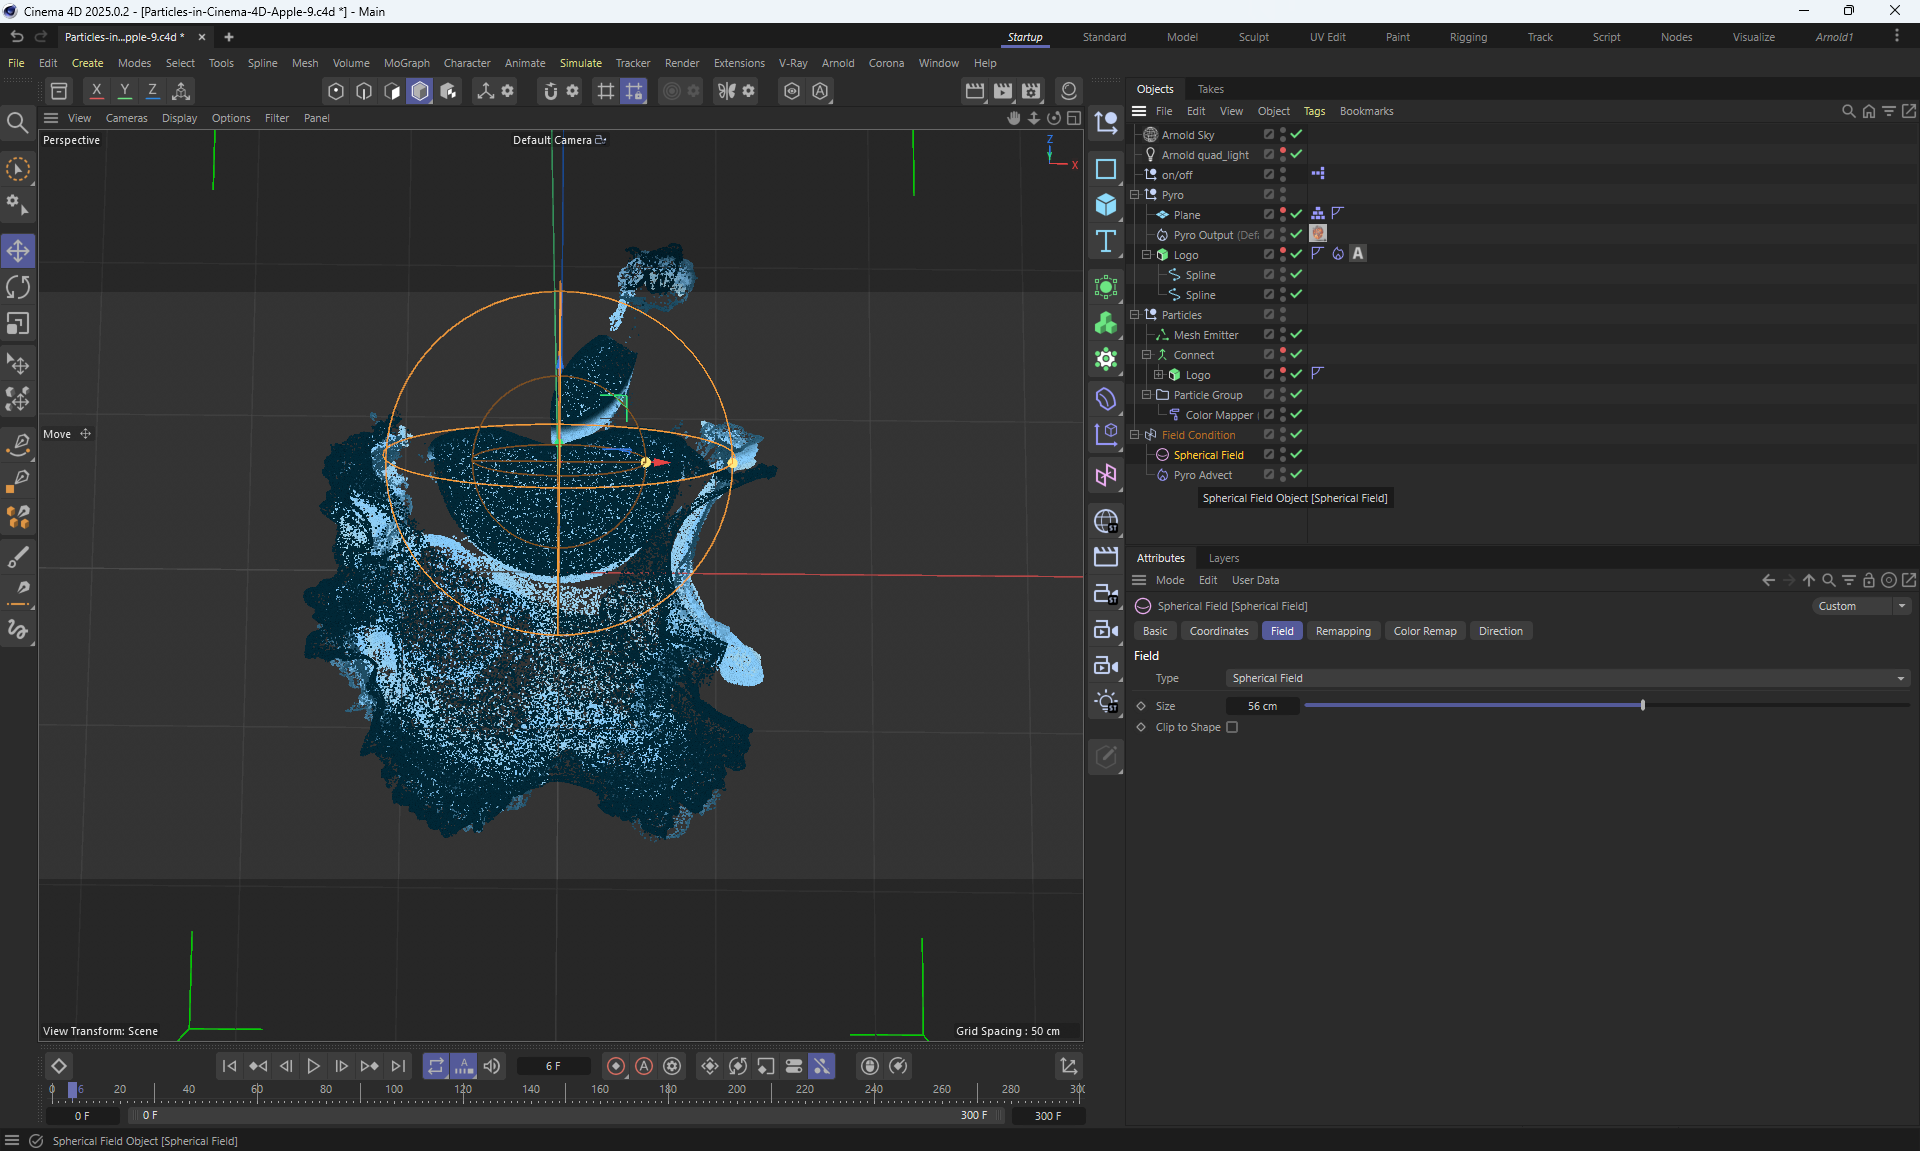 Cinema 4D 2025.0.2 - [Particles-in-Cinema-4D-Apple-9.c4d *] - Main
Particles-in...pple-9.c4d *
Startup Standard Model Sculpt UV Edit Paint Rigging Track Script Nodes Visualize Arnold1
File Edit Create Modes Select Tools Spline Mesh Volume MoGraph Character Animate Simulate Tracker Render Extensions V-Ray Arnold Corona Window Help
X Y Z
Objects Takes
View Cameras Display Options Filter Panel
File Edit View Object Tags Bookmarks
Perspective
Default Camera
Z
X
Arnold Sky
Arnold quad_light
on/off
Pyro
Plane
Pyro Output (Def
Logo
A
Spline
Spline
Particles
Mesh Emitter
Connect
Logo
Particle Group
Color Mapper
Field Condition
Spherical Field
Pyro Advect
Spherical Field Object [Spherical Field]
Move
Attributes Layers
Mode Edit User Data
Spherical Field [Spherical Field]
Custom
Basic Coordinates Field Remapping Color Remap Direction
Field
Type Spherical Field
Size 56 cm
Clip to Shape
View Transform: Scene
Grid Spacing : 50 cm
6 F
0 6 20 40 60 80 100 120 140 160 180 200 220 240 260 280 30
0 F 0 F 300 F 300 F
Spherical Field Object [Spherical Field]